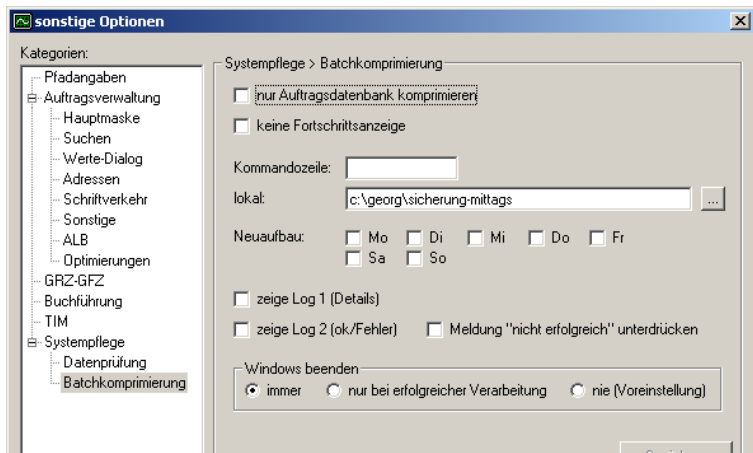 sonstige Optionen
Kategorien:
Pfadangaben
Auftragsverwaltung
Hauptmaske
Suchen
Werte-Dialog
Adressen
Schriftverkehr
Sonstige
ALB
Optimierungen
GRZ-GFZ
Buchführung
TIM
Systempflege
Datenprüfung
Batchkomprimierung
Systempflege > Batchkomprimierung
nur Auftragsdatenbank komprimieren
keine Fortschrittsanzeige
Kommandozeile:
lokal: c:\georg\sicherung-mittags ...
Neuaufbau: Mo Di Mi Do Fr
Sa So
zeige Log 1 (Details)
zeige Log 2 (ok/Fehler) Meldung "nicht erfolgreich" unterdrücken
Windows beenden
immer nur bei erfolgreicher Verarbeitung nie (Voreinstellung)